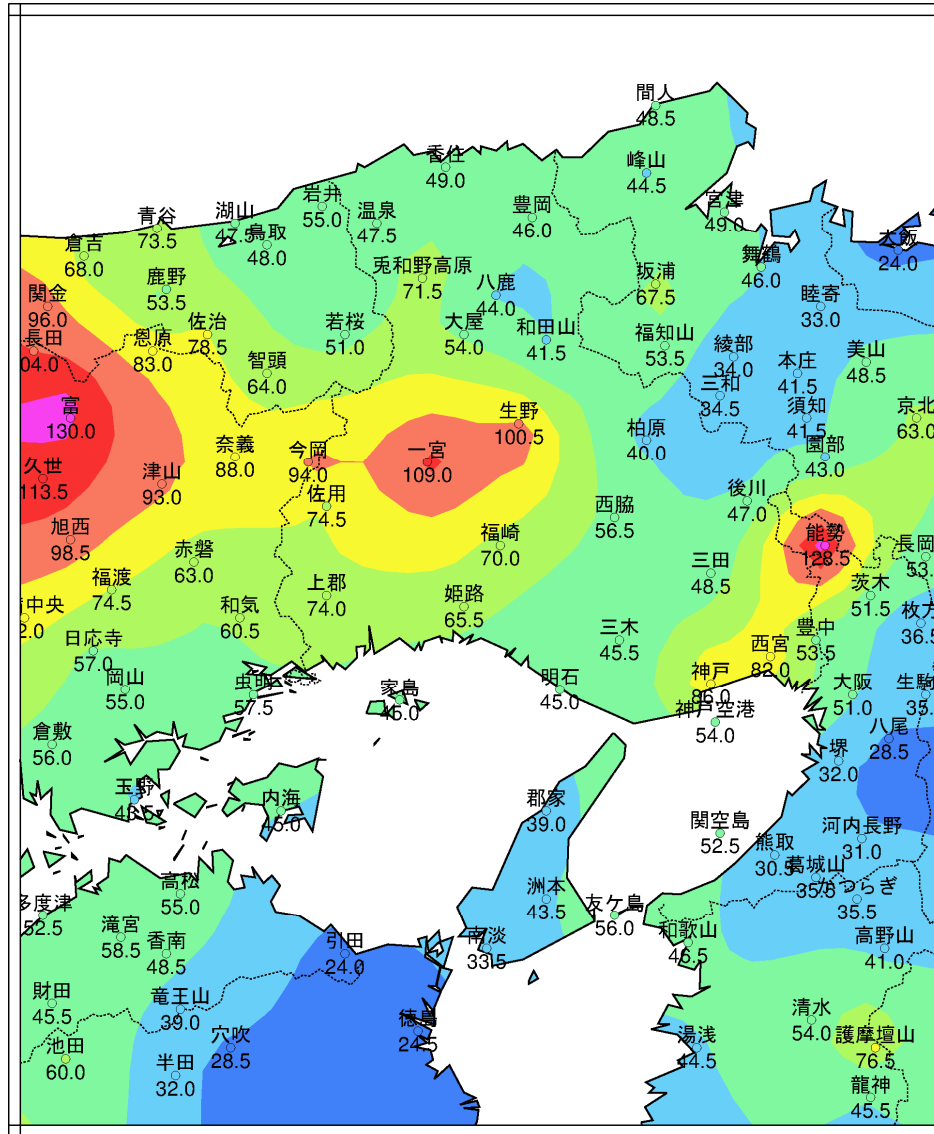 間人
48.5
香住
49.0
峰山
44.5
岩井
55.0
温泉
47.5
豊岡
46.0
宮津
49.0
青谷
73.5
湖山
47.5
鳥取
48.0
倉吉
68.0
舞鶴
46.0
大飯
24.0
鹿野
53.5
兎和野高原
71.5
八鹿
44.0
坂浦
67.5
関金
96.0
睦寄
33.0
佐治
78.5
若桜
51.0
大屋
54.0
和田山
41.5
福知山
53.5
長田
04.0
恩原
83.0
智頭
64.0
綾部
34.0
本庄
41.5
美山
48.5
三和
34.5
富
130.0
生野
100.5
柏原
40.0
須知
41.5
京北
63.0
久世
113.5
津山
93.0
奈義
88.0
今岡
94.0
一宮
109.0
園部
43.0
佐用
74.5
西脇
56.5
後川
47.0
旭西
98.5
赤磐
63.0
福崎
70.0
能勢
128.5
長岡
53.
三田
48.5
福渡
74.5
上郡
74.0
姫路
65.5
茨木
51.5
中央
2.0
和気
60.5
三木
45.5
豊中
53.5
枚方
36.5
日応寺
57.0
西宮
82.0
岡山
55.0
虫明
57.5
家島
45.0
明石
45.0
神戸
86.0
大阪
51.0
生駒
35.
神戸空港
54.0
倉敷
56.0
八尾
28.5
堺
32.0
玉野
43.5
内海
45.0
郡家
39.0
関空島
52.5
熊取
30.5
河内長野
31.0
葛城山
35.5
かつらぎ
35.5
多度津
52.5
高松
55.0
洲本
43.5
友ケ島
56.0
滝宮
58.5
香南
48.5
引田
24.0
南淡
33.5
和歌山
46.5
高野山
41.0
財田
45.5
竜王山
39.0
徳島
24.5
清水
54.0
池田
60.0
穴吹
28.5
半田
32.0
湯浅
44.5
護摩壇山
76.5
龍神
45.5